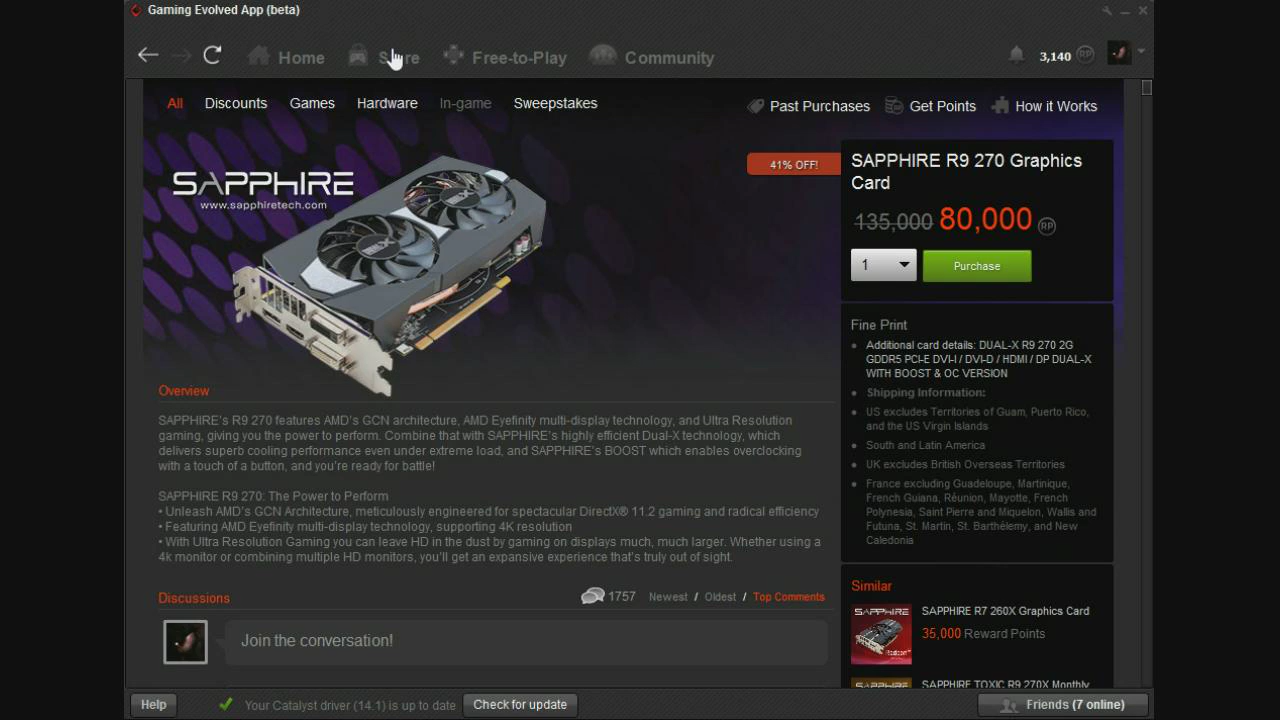 Gaming Evolved App (beta)
Home
Store
Free-to-Play
Community
3,140 RP
All
Discounts
Games
Hardware
In-game
Sweepstakes
Past Purchases
Get Points
How it Works
SAPPHIRE
www.sapphiretech.com
41% OFF!
SAPPHIRE R9 270 Graphics
Card
135,000 80,000 RP
1
Purchase
Fine Print
• Additional card details: DUAL-X R9 270 2G
GDDR5 PCI-E DVI-I / DVI-D / HDMI / DP DUAL-X
WITH BOOST & OC VERSION
• Shipping Information:
• US excludes Territories of Guam, Puerto Rico,
and the US Virgin Islands
• South and Latin America
• UK excludes British Overseas Territories
• France excluding Guadeloupe, Martinique,
French Guiana, Réunion, Mayotte, French
Polynesia, Saint Pierre and Miquelon, Wallis and
Futuna, St. Martin, St. Barthélemy, and New
Caledonia
Overview
SAPPHIRE's R9 270 features AMD's GCN architecture, AMD Eyefinity multi-display technology, and Ultra Resolution
gaming, giving you the power to perform. Combine that with SAPPHIRE's highly efficient Dual-X technology, which
delivers superb cooling performance even under extreme load, and SAPPHIRE's BOOST which enables overclocking
with a touch of a button, and you're ready for battle!
SAPPHIRE R9 270: The Power to Perform
• Unleash AMD's GCN Architecture, meticulously engineered for spectacular DirectX® 11.2 gaming and radical efficiency
• Featuring AMD Eyefinity multi-display technology, supporting 4K resolution
• With Ultra Resolution Gaming you can leave HD in the dust by gaming on displays much, much larger. Whether using a
4k monitor or combining multiple HD monitors, you'll get an expansive experience that's truly out of sight.
Discussions
1757
Newest / Oldest / Top Comments
Join the conversation!
Similar
SAPPHIRE
SAPPHIRE R7 260X Graphics Card
35,000 Reward Points
SAPPHIRE
SAPPHIRE TOXIC R9 270X Monthly
Help
Your Catalyst driver (14.1) is up to date
Check for update
Friends (7 online)